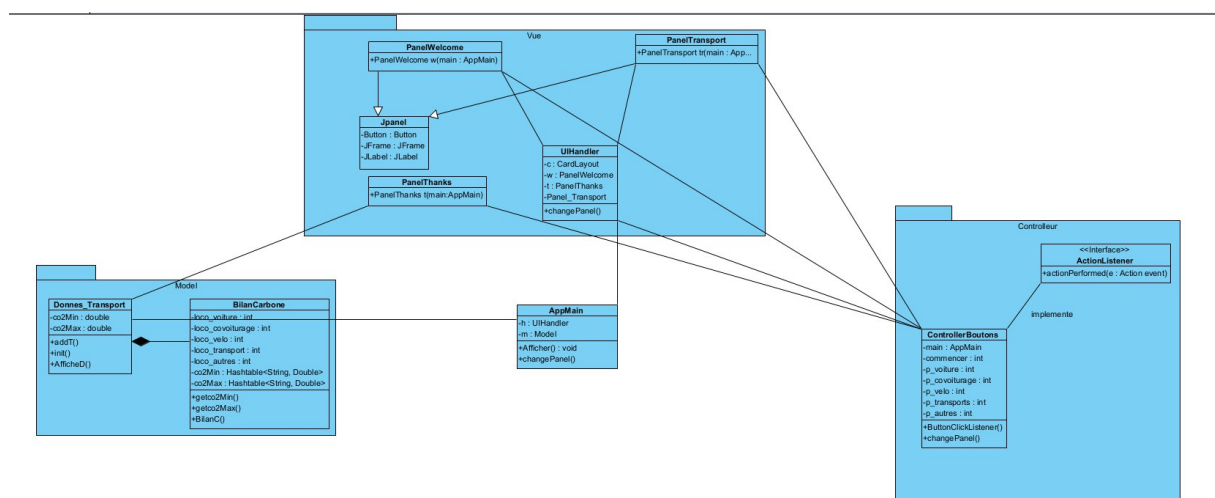 Vue
PanelWelcome
+PanelWelcome w(main : AppMain)
PanelTransport
+PanelTransport tr(main : App...
Jpanel
-Button : Button
-JFrame : JFrame
-JLabel : JLabel
UIHandler
-c : CardLayout
-w : PanelWelcome
-t : PanelThanks
-Panel_Transport
+changePanel()
PanelThanks
+PanelThanks t(main:AppMain)
Model
Donnes_Transport
-co2Min : double
-co2Max : double
+addT()
+init()
+AfficheD()
BilanCarbone
-loco_voiture : int
-loco_covoiturage : int
-loco_velo : int
-loco_transport : int
-loco_autres : int
-co2Min : Hashtable<String, Double>
-co2Max : Hashtable<String, Double>
+getco2Min()
+getco2Max()
+BilanC()
AppMain
-h : UIHandler
-m : Model
+Afficher() : void
+changePanel()
Controlleur
<<Interface>>
ActionListener
+actionPerformed(e : Action event)
implemente
ControllerBoutons
-main : AppMain
-commencer : int
-p_voiture : int
-p_covoiturage : int
-p_velo : int
-p_transports : int
-p_autres : int
+ButtonClickListener()
+changePanel()